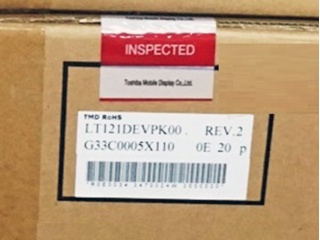 INSPECTED
Toshiba Mobile Display Co.,Ltd.
TMD RoHS
LT121DEVPK00. REV.2
G33C0005X110 0E 20 p